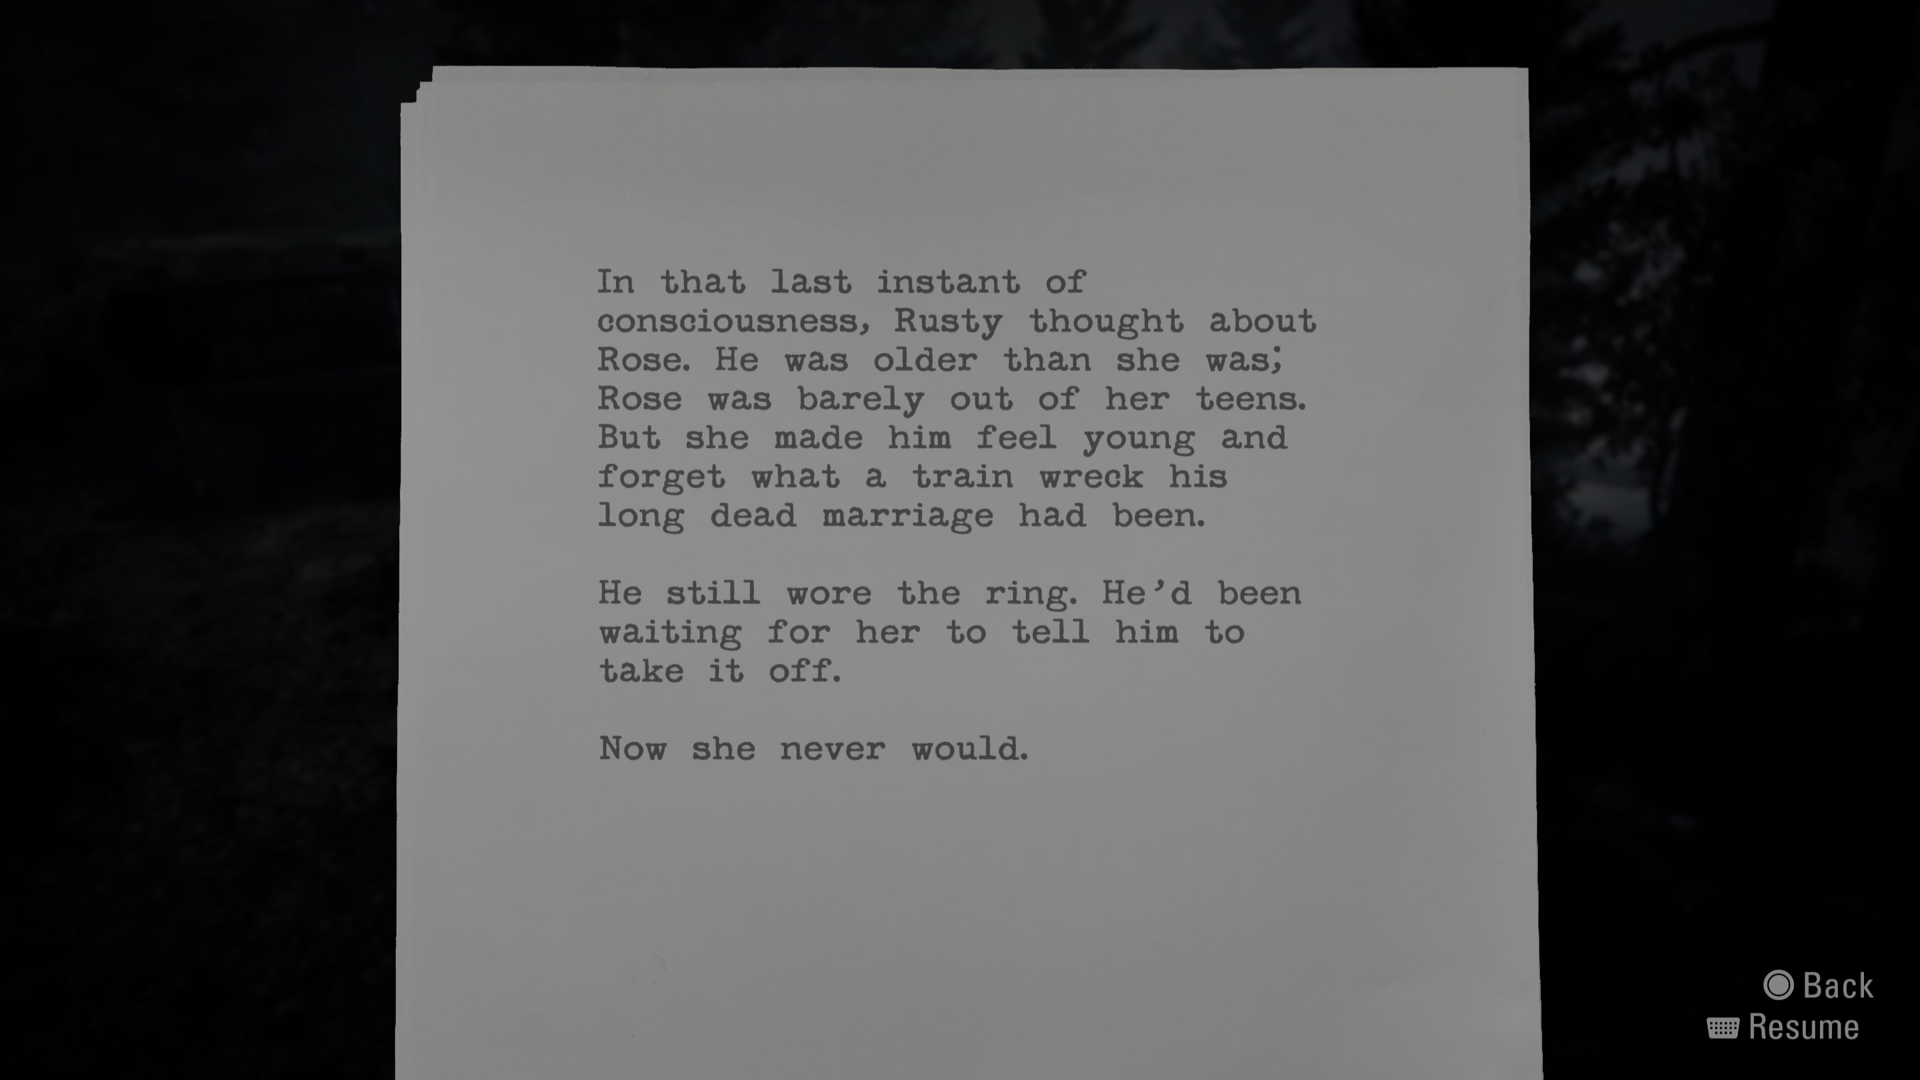 In that last instant of
consciousness, Rusty thought about
Rose. He was older than she was;
Rose was barely out of her teens.
But she made him feel young and
forget what a train wreck his
long dead marriage had been.
He still wore the ring. He’d been
waiting for her to tell him to
take it off.
Now she never would.
Back
Resume